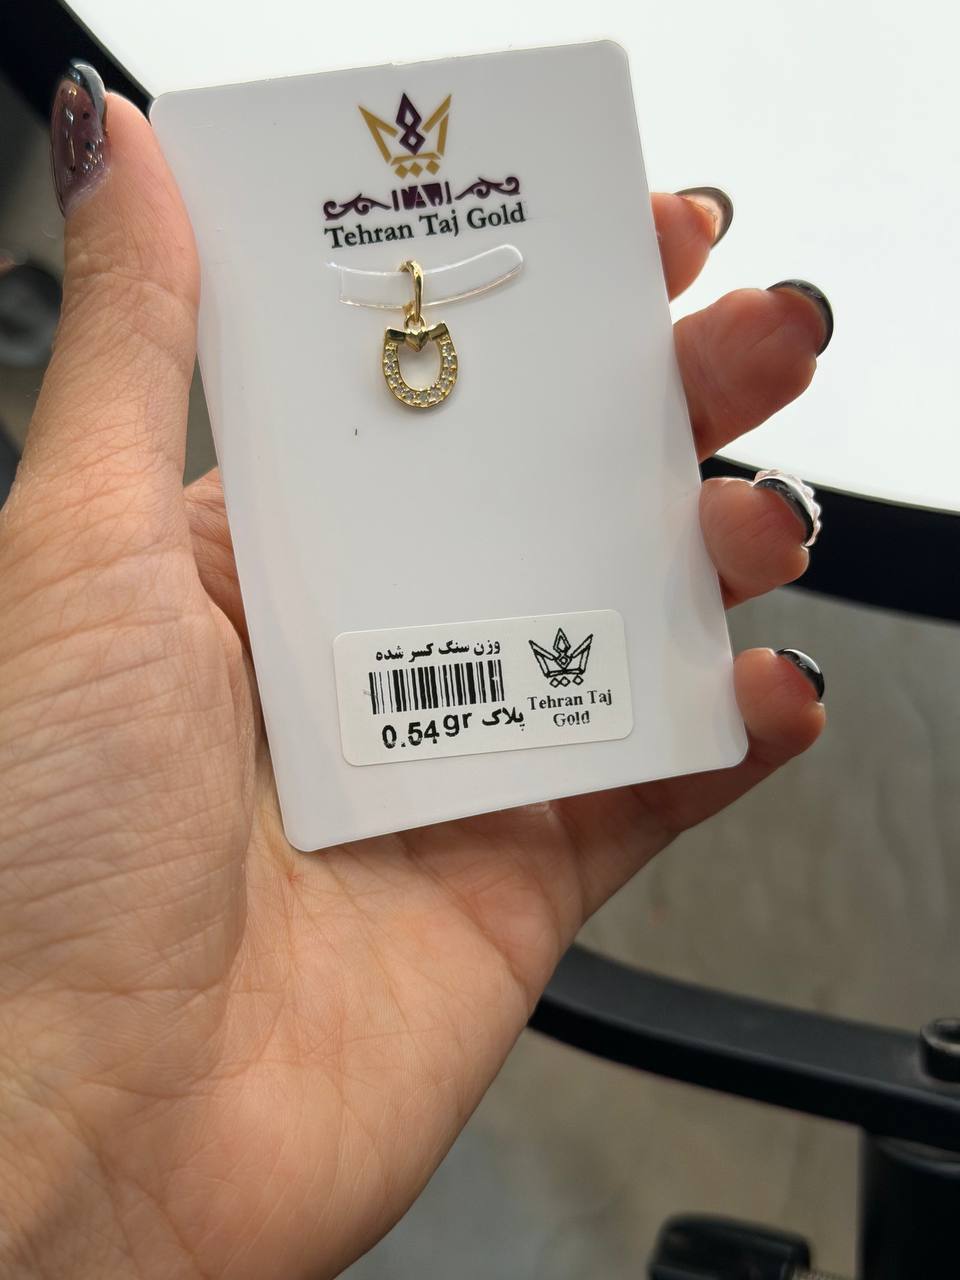 Tehran Taj Gold
وزن سنگ کسر شده
0.54gr پلاک
Tehran Taj
Gold